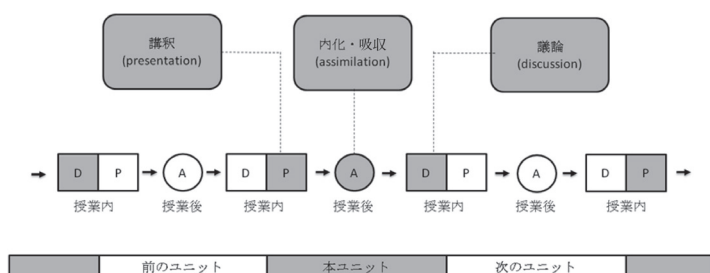 講釈
(presentation)
内化・吸収
(assimilation)
議論
(discussion)
D P
A
D P
A
D P
A
D P
授業内
授業後
授業内
授業後
授業内
授業後
授業内
前のユニット
本ユニット
次のユニット